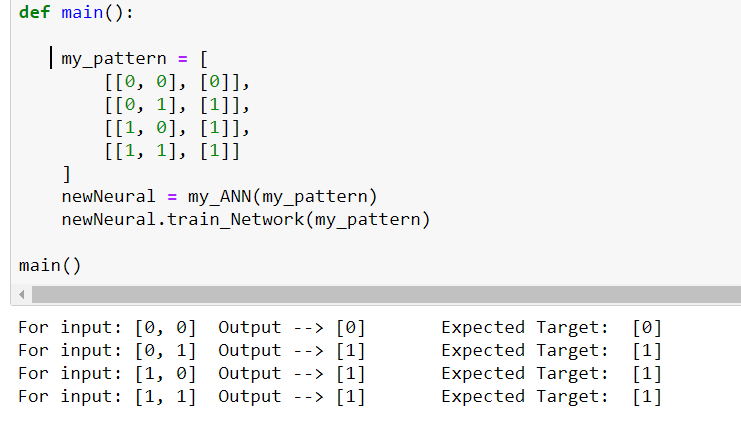 def main():
my_pattern = [
[[0, 0], [0]],
[[0, 1], [1]],
[[1, 0], [1]],
[[1, 1], [1]]
]
newNeural = my_ANN(my_pattern)
newNeural.train_Network(my_pattern)
main()
For input: [0, 0]  Output --> [0]       Expected Target:  [0]
For input: [0, 1]  Output --> [1]       Expected Target:  [1]
For input: [1, 0]  Output --> [1]       Expected Target:  [1]
For input: [1, 1]  Output --> [1]       Expected Target:  [1]